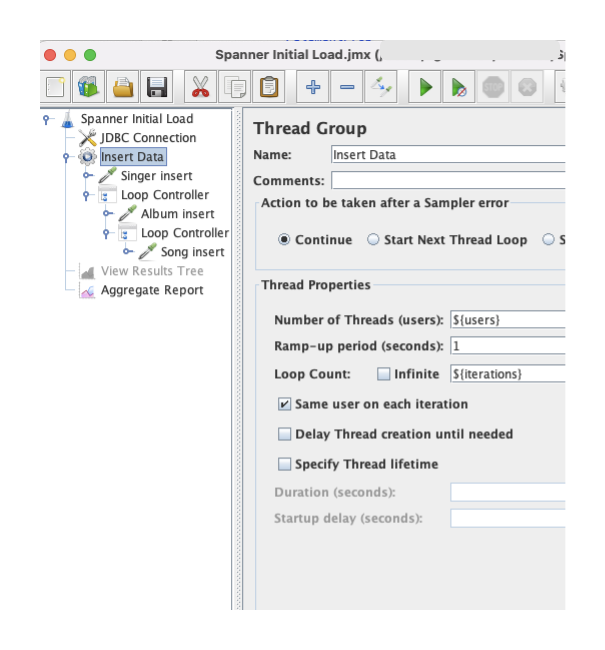 Spanner Initial Load.jmx (
Spanner Initial Load
JDBC Connection
Insert Data
Singer insert
Loop Controller
Album insert
Loop Controller
Song insert
View Results Tree
Aggregate Report
Thread Group
Name: Insert Data
Comments:
Action to be taken after a Sampler error
Continue Start Next Thread Loop S
Thread Properties
Number of Threads (users): ${users}
Ramp-up period (seconds): 1
Loop Count: Infinite ${iterations}
Same user on each iteration
Delay Thread creation until needed
Specify Thread lifetime
Duration (seconds):
Startup delay (seconds):